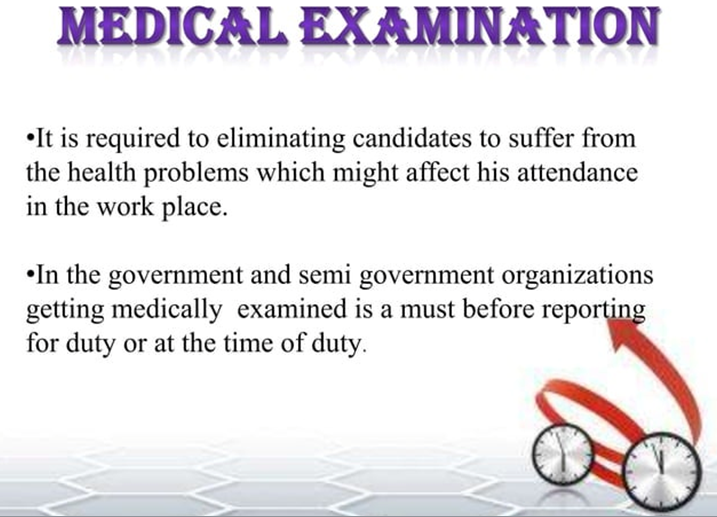 MEDICAL EXAMINATION
•It is required to eliminating candidates to suffer from
the health problems which might affect his attendance
in the work place.
•In the government and semi government organizations
getting medically  examined is a must before reporting
for duty or at the time of duty.